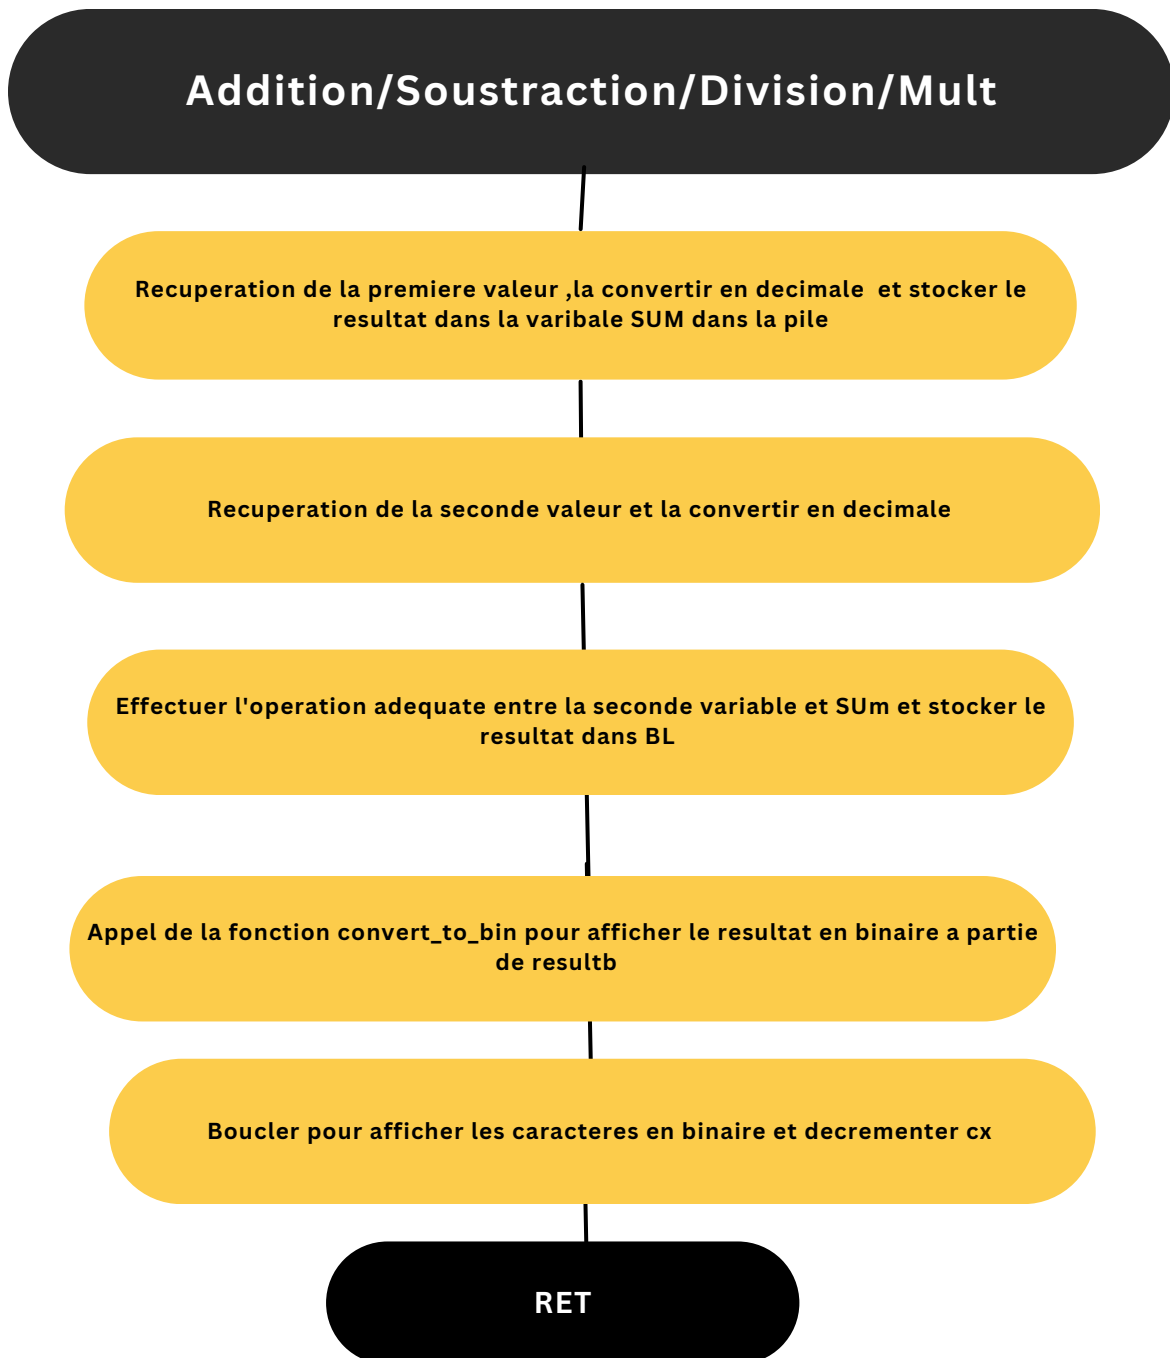 Addition/Soustraction/Division/Mult
Recuperation de la premiere valeur ,la convertir en decimale  et stocker le
resultat dans la varibale SUM dans la pile
Recuperation de la seconde valeur et la convertir en decimale
Effectuer l'operation adequate entre la seconde variable et SUm et stocker le
resultat dans BL
Appel de la fonction convert_to_bin pour afficher le resultat en binaire a partie
de resultb
Boucler pour afficher les caracteres en binaire et decrementer cx
RET